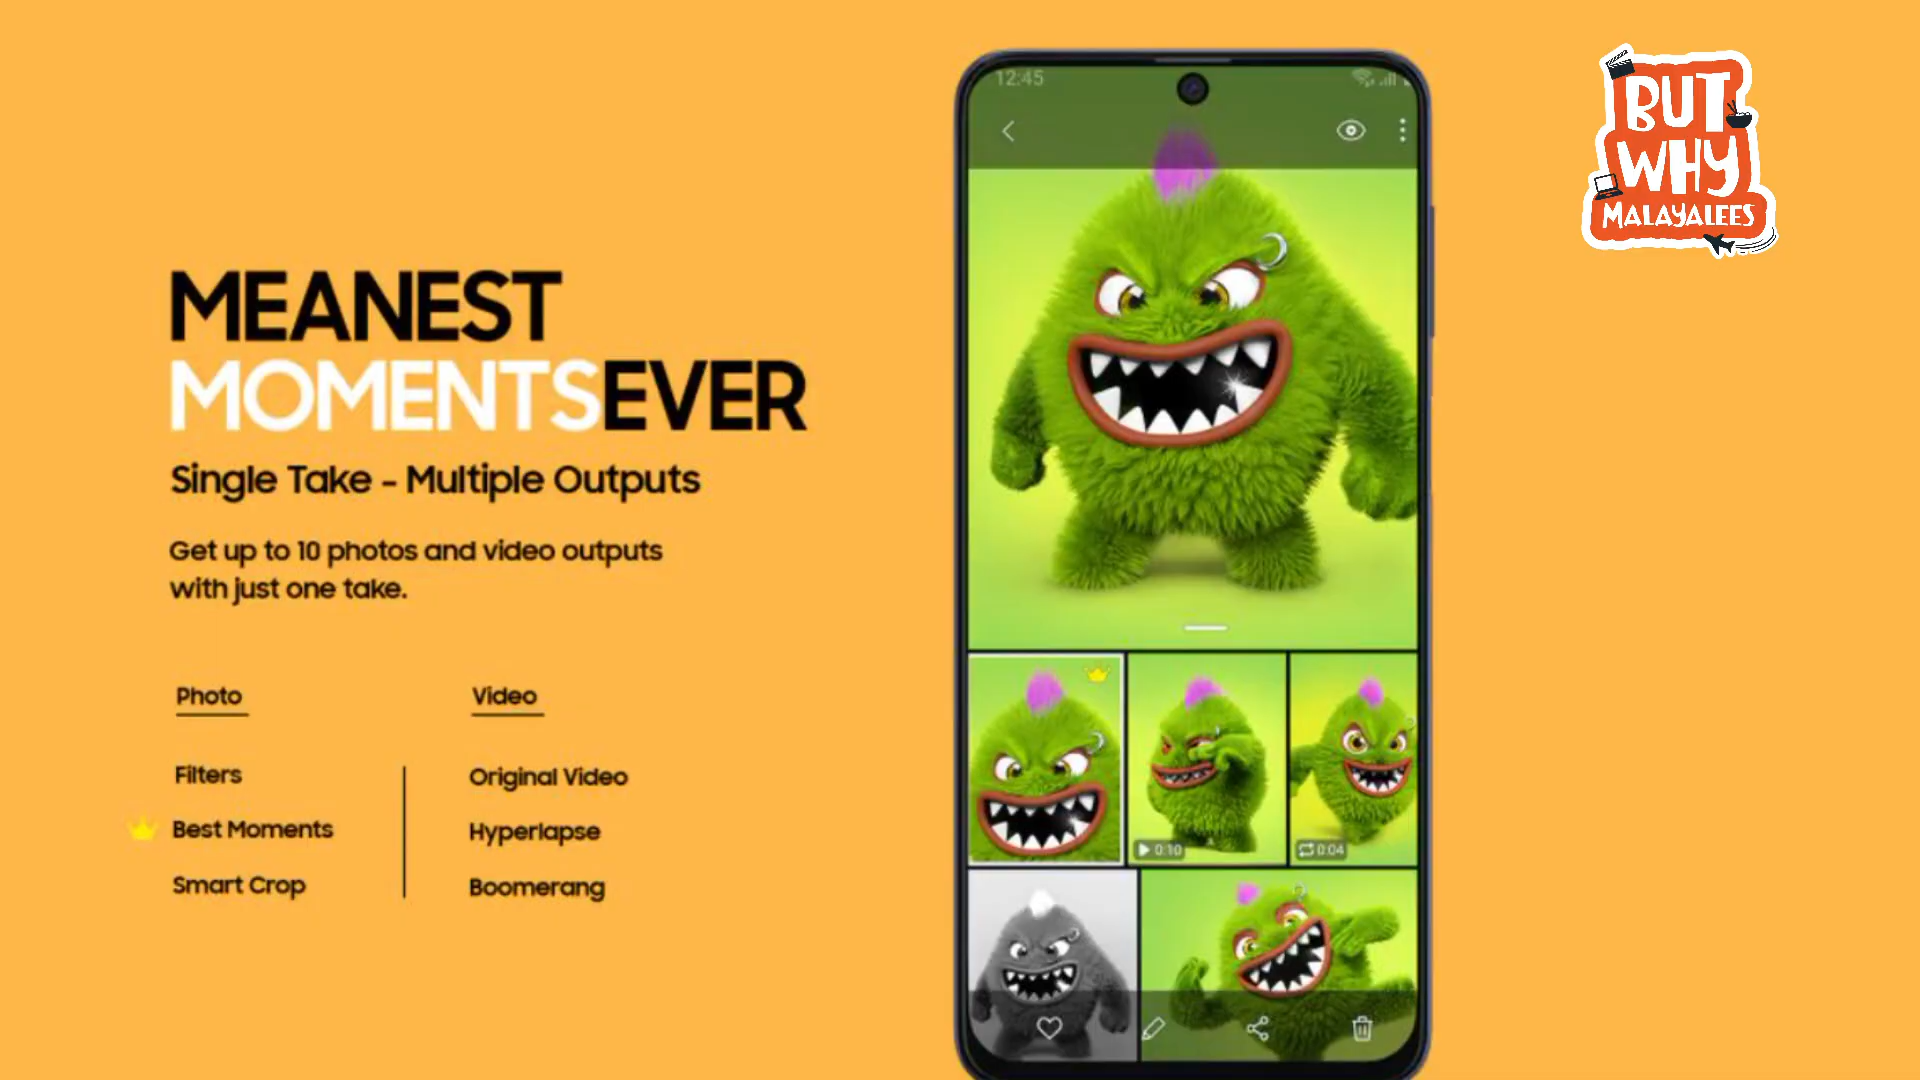 MEANEST
MOMENTSEVER
Single Take - Multiple Outputs
Get up to 10 photos and video outputs
with just one take.
Photo
Filters
Best Moments
Smart Crop
Video
Original Video
Hyperlapse
Boomerang
12:45
0:10
0:04
BUT
WHY
MALAYALEES